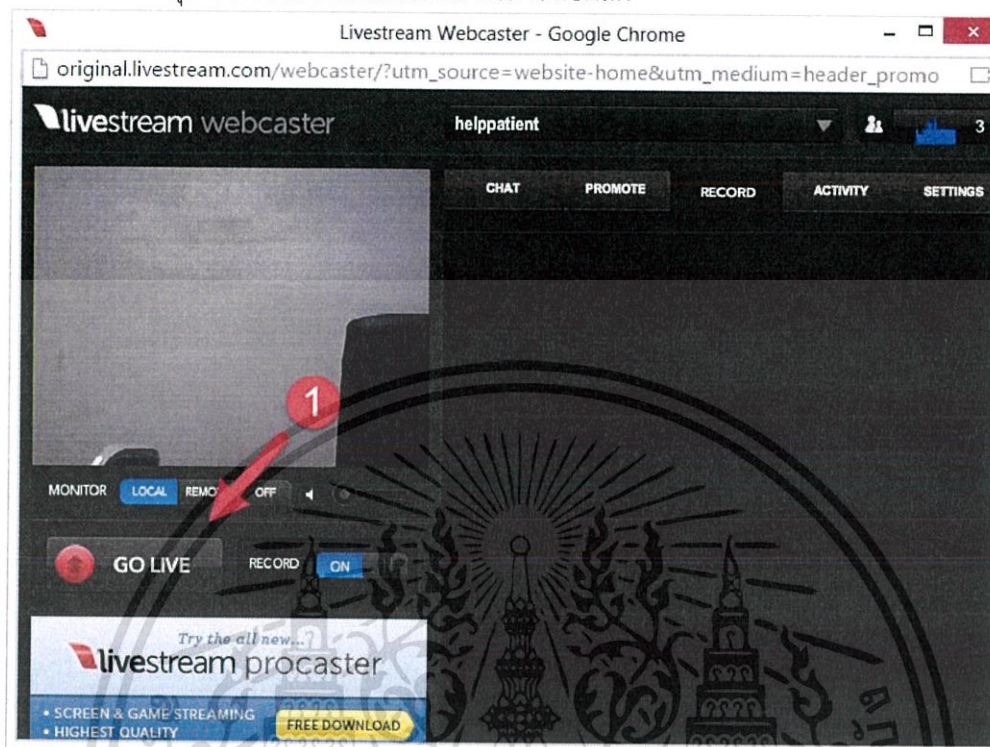 Livestream Webcaster - Google Chrome
original.livestream.com/webcaster/?utm_source=website-home&utm_medium=header_promo
livestream webcaster
helppatient
3
CHAT PROMOTE RECORD ACTIVITY SETTINGS
1
MONITOR LOCAL REMO OFF
GO LIVE RECORD ON
Try the all new...
livestream procaster
• SCREEN & GAME STREAMING
• HIGHEST QUALITY
FREE DOWNLOAD